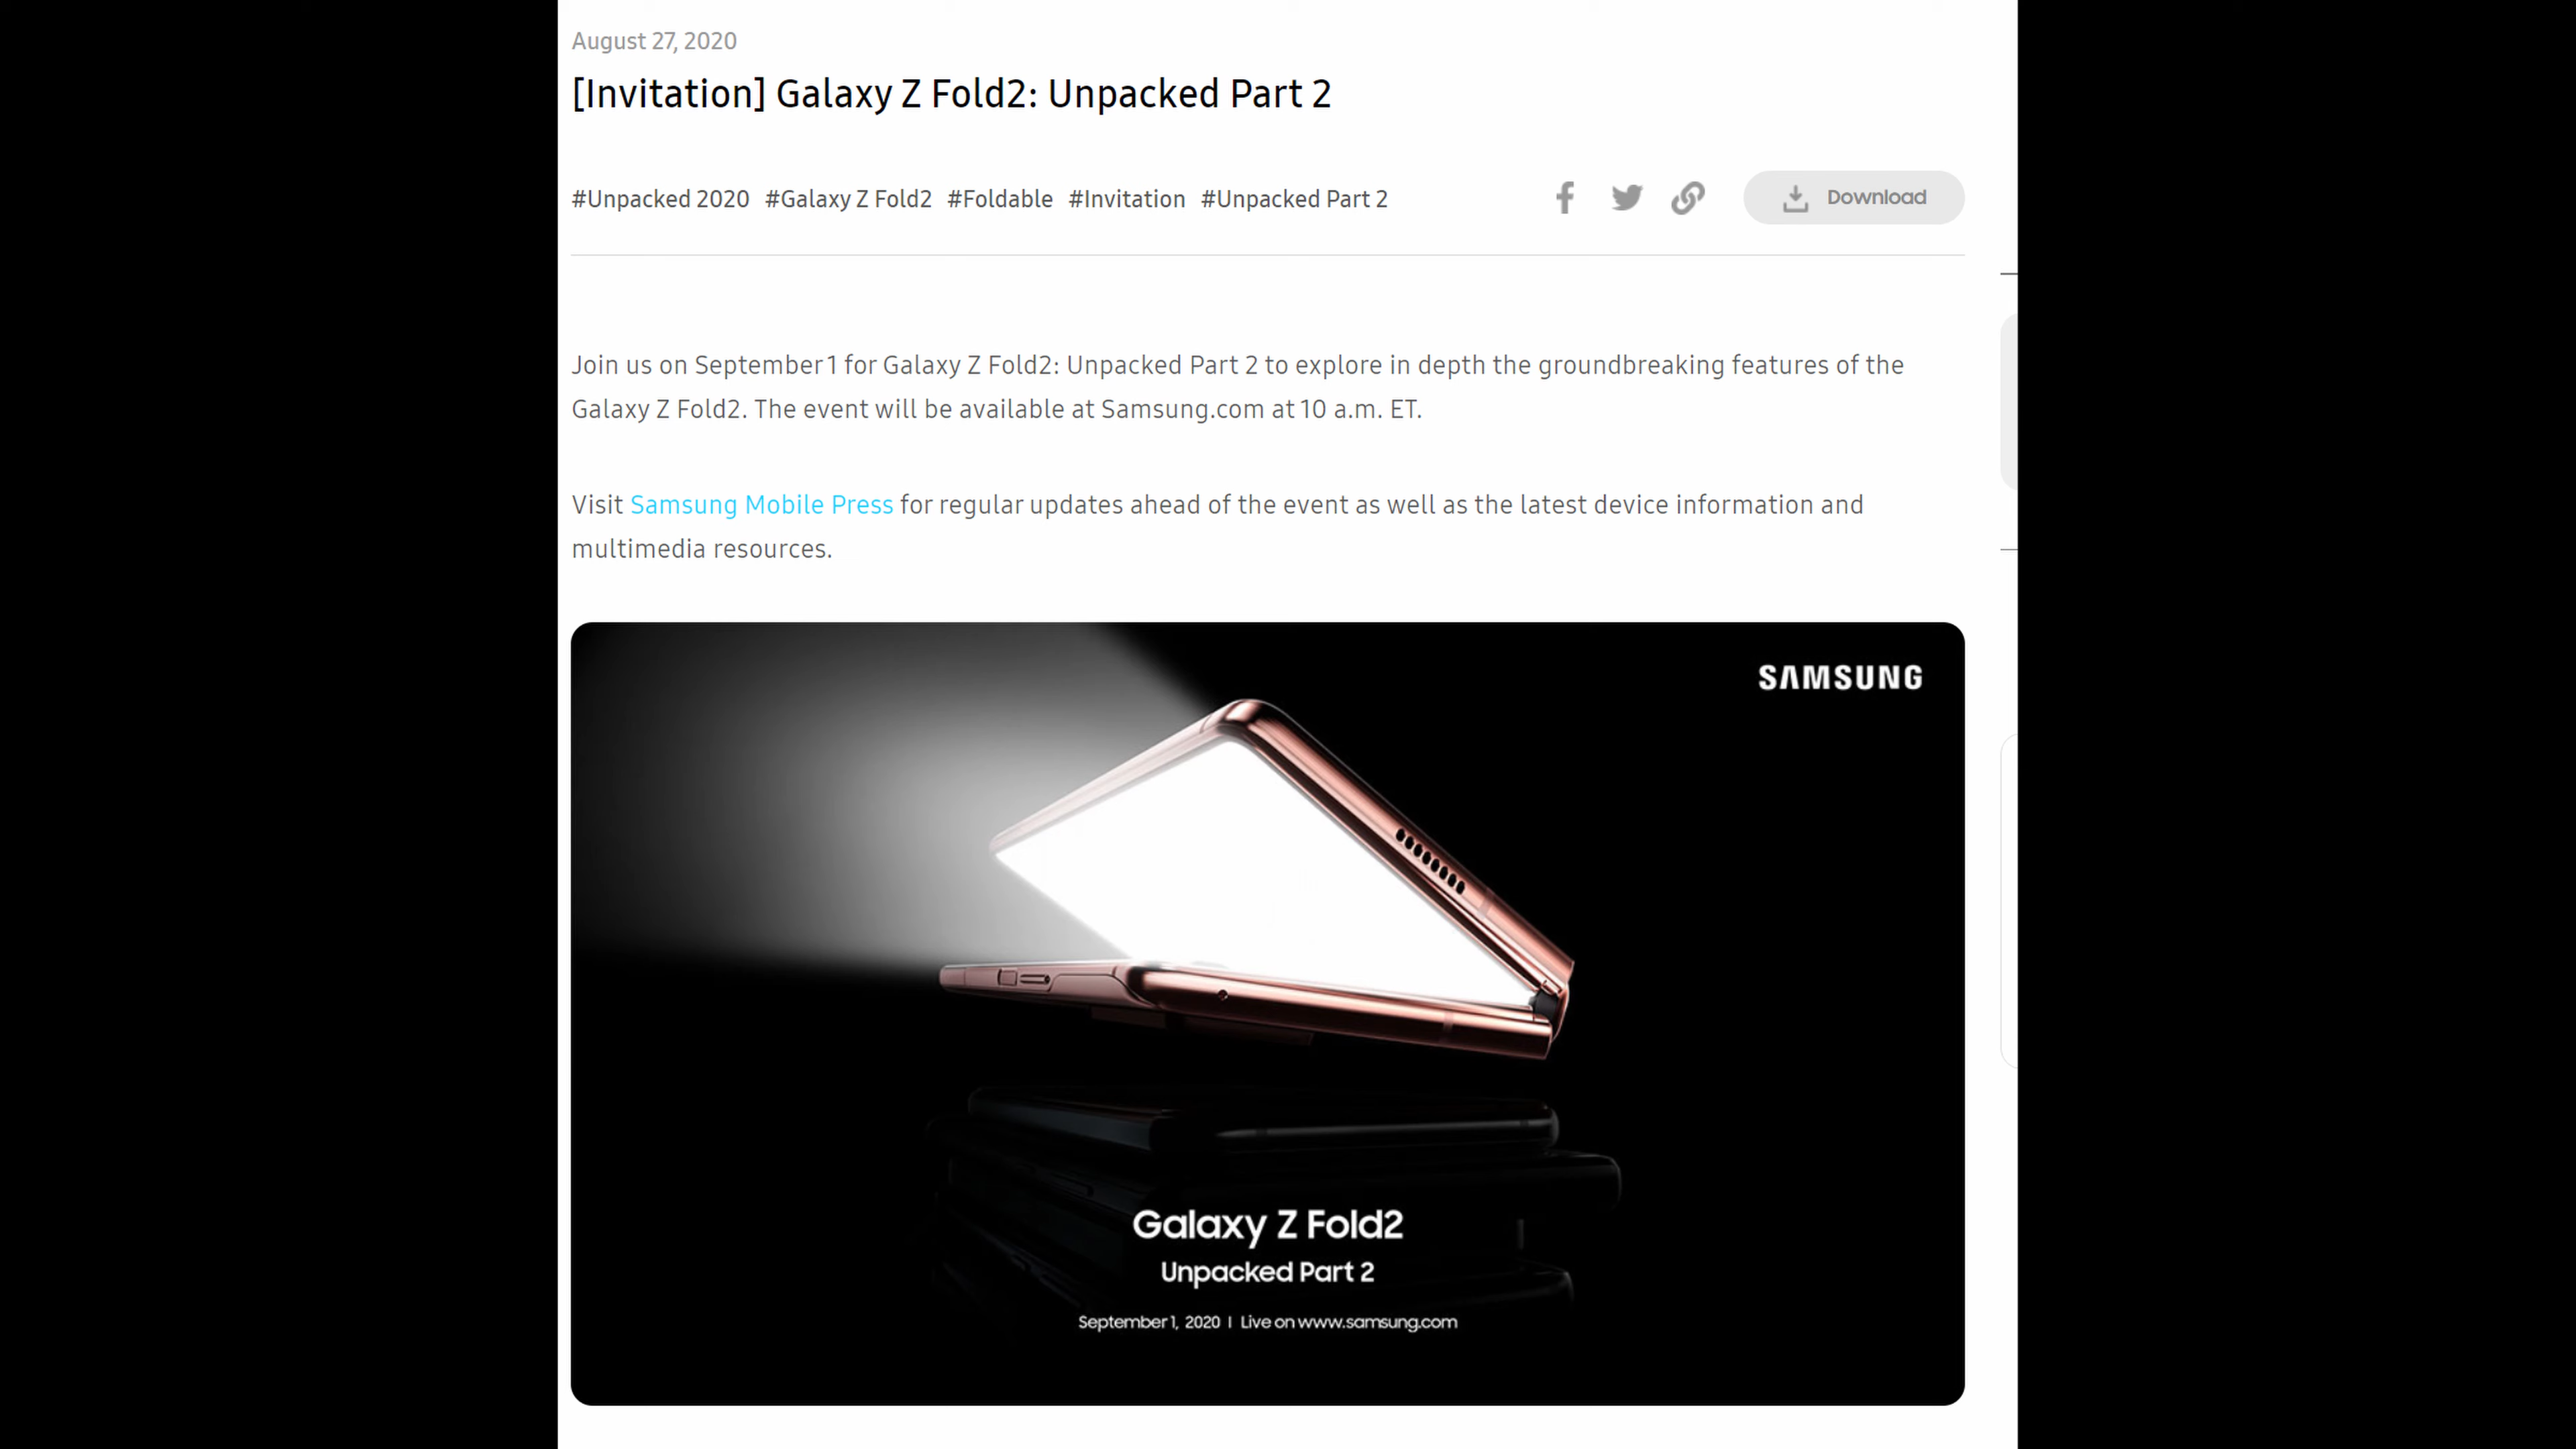 August 27, 2020
[Invitation] Galaxy Z Fold2: Unpacked Part 2
#Unpacked 2020 #Galaxy Z Fold2 #Foldable #Invitation #Unpacked Part 2
Download
Join us on September 1 for Galaxy Z Fold2: Unpacked Part 2 to explore in depth the groundbreaking features of the
Galaxy Z Fold2. The event will be available at Samsung.com at 10 a.m. ET.
Visit Samsung Mobile Press for regular updates ahead of the event as well as the latest device information and
multimedia resources.
SAMSUNG
Galaxy Z Fold2
Unpacked Part 2
September 1, 2020 | Live on www.samsung.com